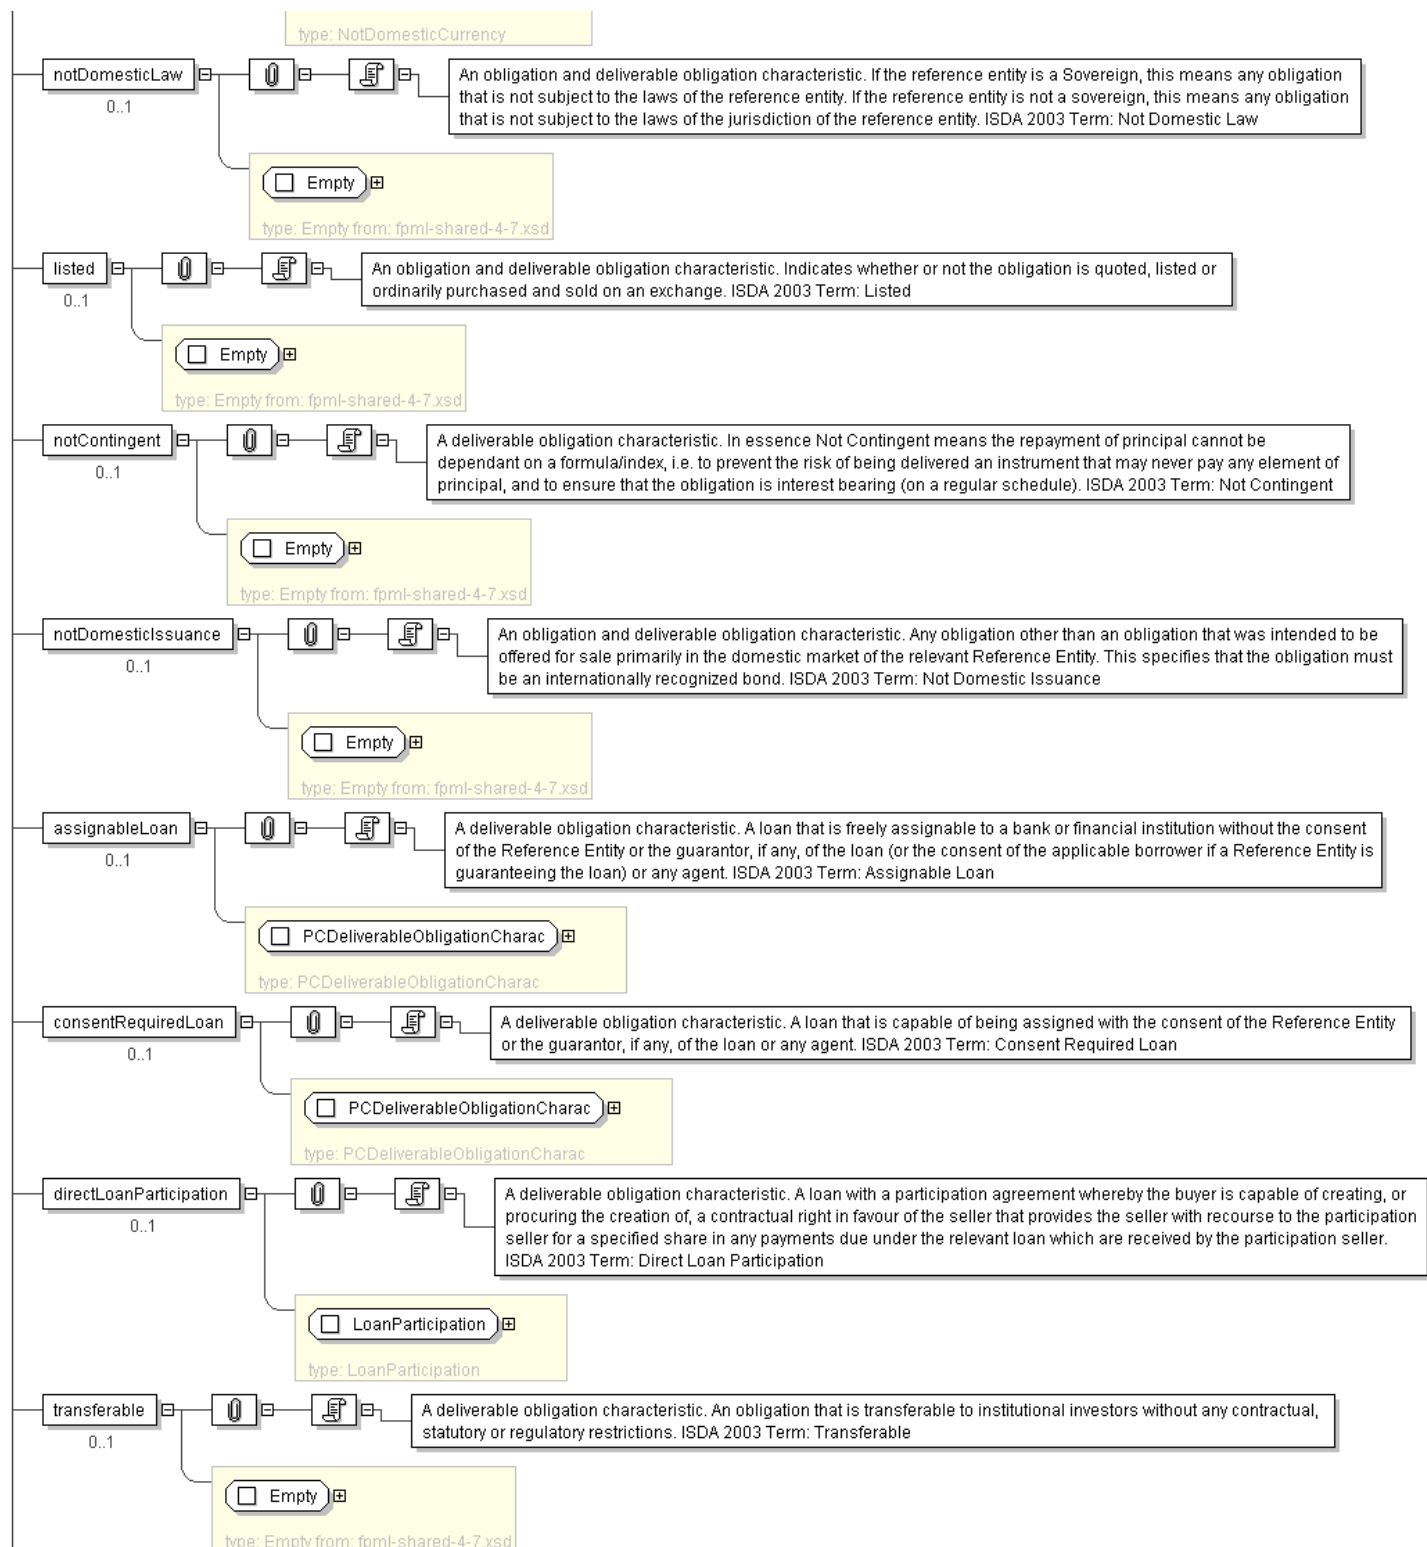 type: NotDomesticCurrency
notDomesticLaw
0..1
An obligation and deliverable obligation characteristic. If the reference entity is a Sovereign, this means any obligation
that is not subject to the laws of the reference entity. If the reference entity is not a sovereign, this means any obligation
that is not subject to the laws of the jurisdiction of the reference entity. ISDA 2003 Term: Not Domestic Law
Empty
type: Empty from: fpml-shared-4-7.xsd
listed
0..1
An obligation and deliverable obligation characteristic. Indicates whether or not the obligation is quoted, listed or
ordinarily purchased and sold on an exchange. ISDA 2003 Term: Listed
Empty
type: Empty from: fpml-shared-4-7.xsd
notContingent
0..1
A deliverable obligation characteristic. In essence Not Contingent means the repayment of principal cannot be
dependant on a formula/index, i.e. to prevent the risk of being delivered an instrument that may never pay any element of
principal, and to ensure that the obligation is interest bearing (on a regular schedule). ISDA 2003 Term: Not Contingent
Empty
type: Empty from: fpml-shared-4-7.xsd
notDomesticIssuance
0..1
An obligation and deliverable obligation characteristic. Any obligation other than an obligation that was intended to be
offered for sale primarily in the domestic market of the relevant Reference Entity. This specifies that the obligation must
be an internationally recognized bond. ISDA 2003 Term: Not Domestic Issuance
Empty
type: Empty from: fpml-shared-4-7.xsd
assignableLoan
0..1
A deliverable obligation characteristic. A loan that is freely assignable to a bank or financial institution without the consent
of the Reference Entity or the guarantor, if any, of the loan (or the consent of the applicable borrower if a Reference Entity is
guaranteeing the loan) or any agent. ISDA 2003 Term: Assignable Loan
PCDeliverableObligationCharac
type: PCDeliverableObligationCharac
consentRequiredLoan
0..1
A deliverable obligation characteristic. A loan that is capable of being assigned with the consent of the Reference Entity
or the guarantor, if any, of the loan or any agent. ISDA 2003 Term: Consent Required Loan
PCDeliverableObligationCharac
type: PCDeliverableObligationCharac
directLoanParticipation
0..1
A deliverable obligation characteristic. A loan with a participation agreement whereby the buyer is capable of creating, or
procuring the creation of, a contractual right in favour of the seller that provides the seller with recourse to the participation
seller for a specified share in any payments due under the relevant loan which are received by the participation seller.
ISDA 2003 Term: Direct Loan Participation
LoanParticipation
type: LoanParticipation
transferable
0..1
A deliverable obligation characteristic. An obligation that is transferable to institutional investors without any contractual,
statutory or regulatory restrictions. ISDA 2003 Term: Transferable
Empty
type: Empty from: fpml-shared-4-7.xsd